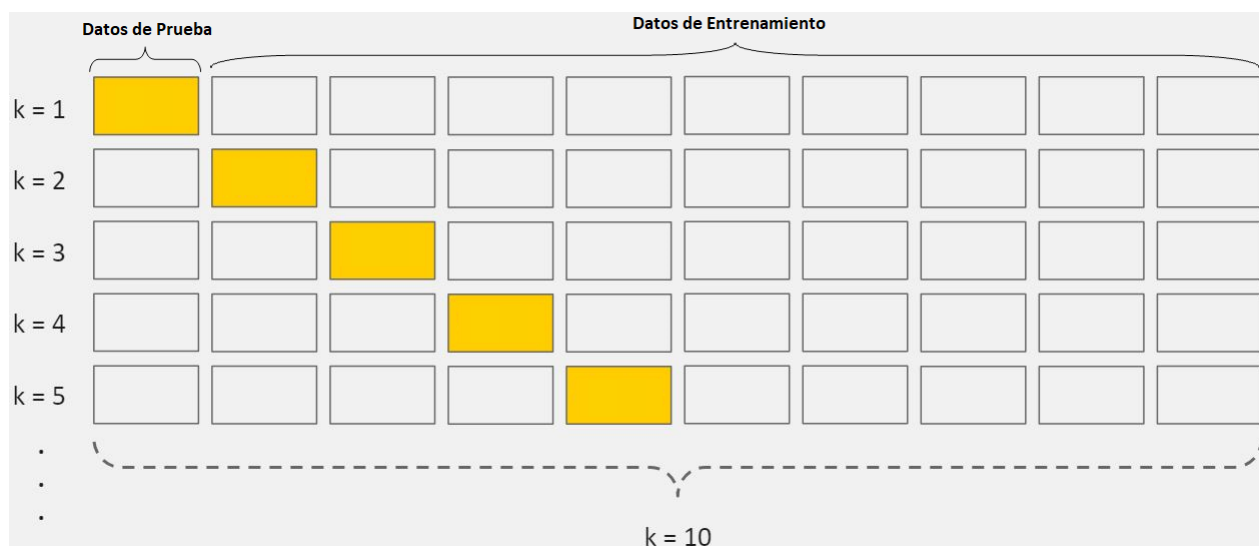 Datos de Prueba
Datos de Entrenamiento
k = 1
k = 2
k = 3
k = 4
k = 5
.
.
.
k = 10